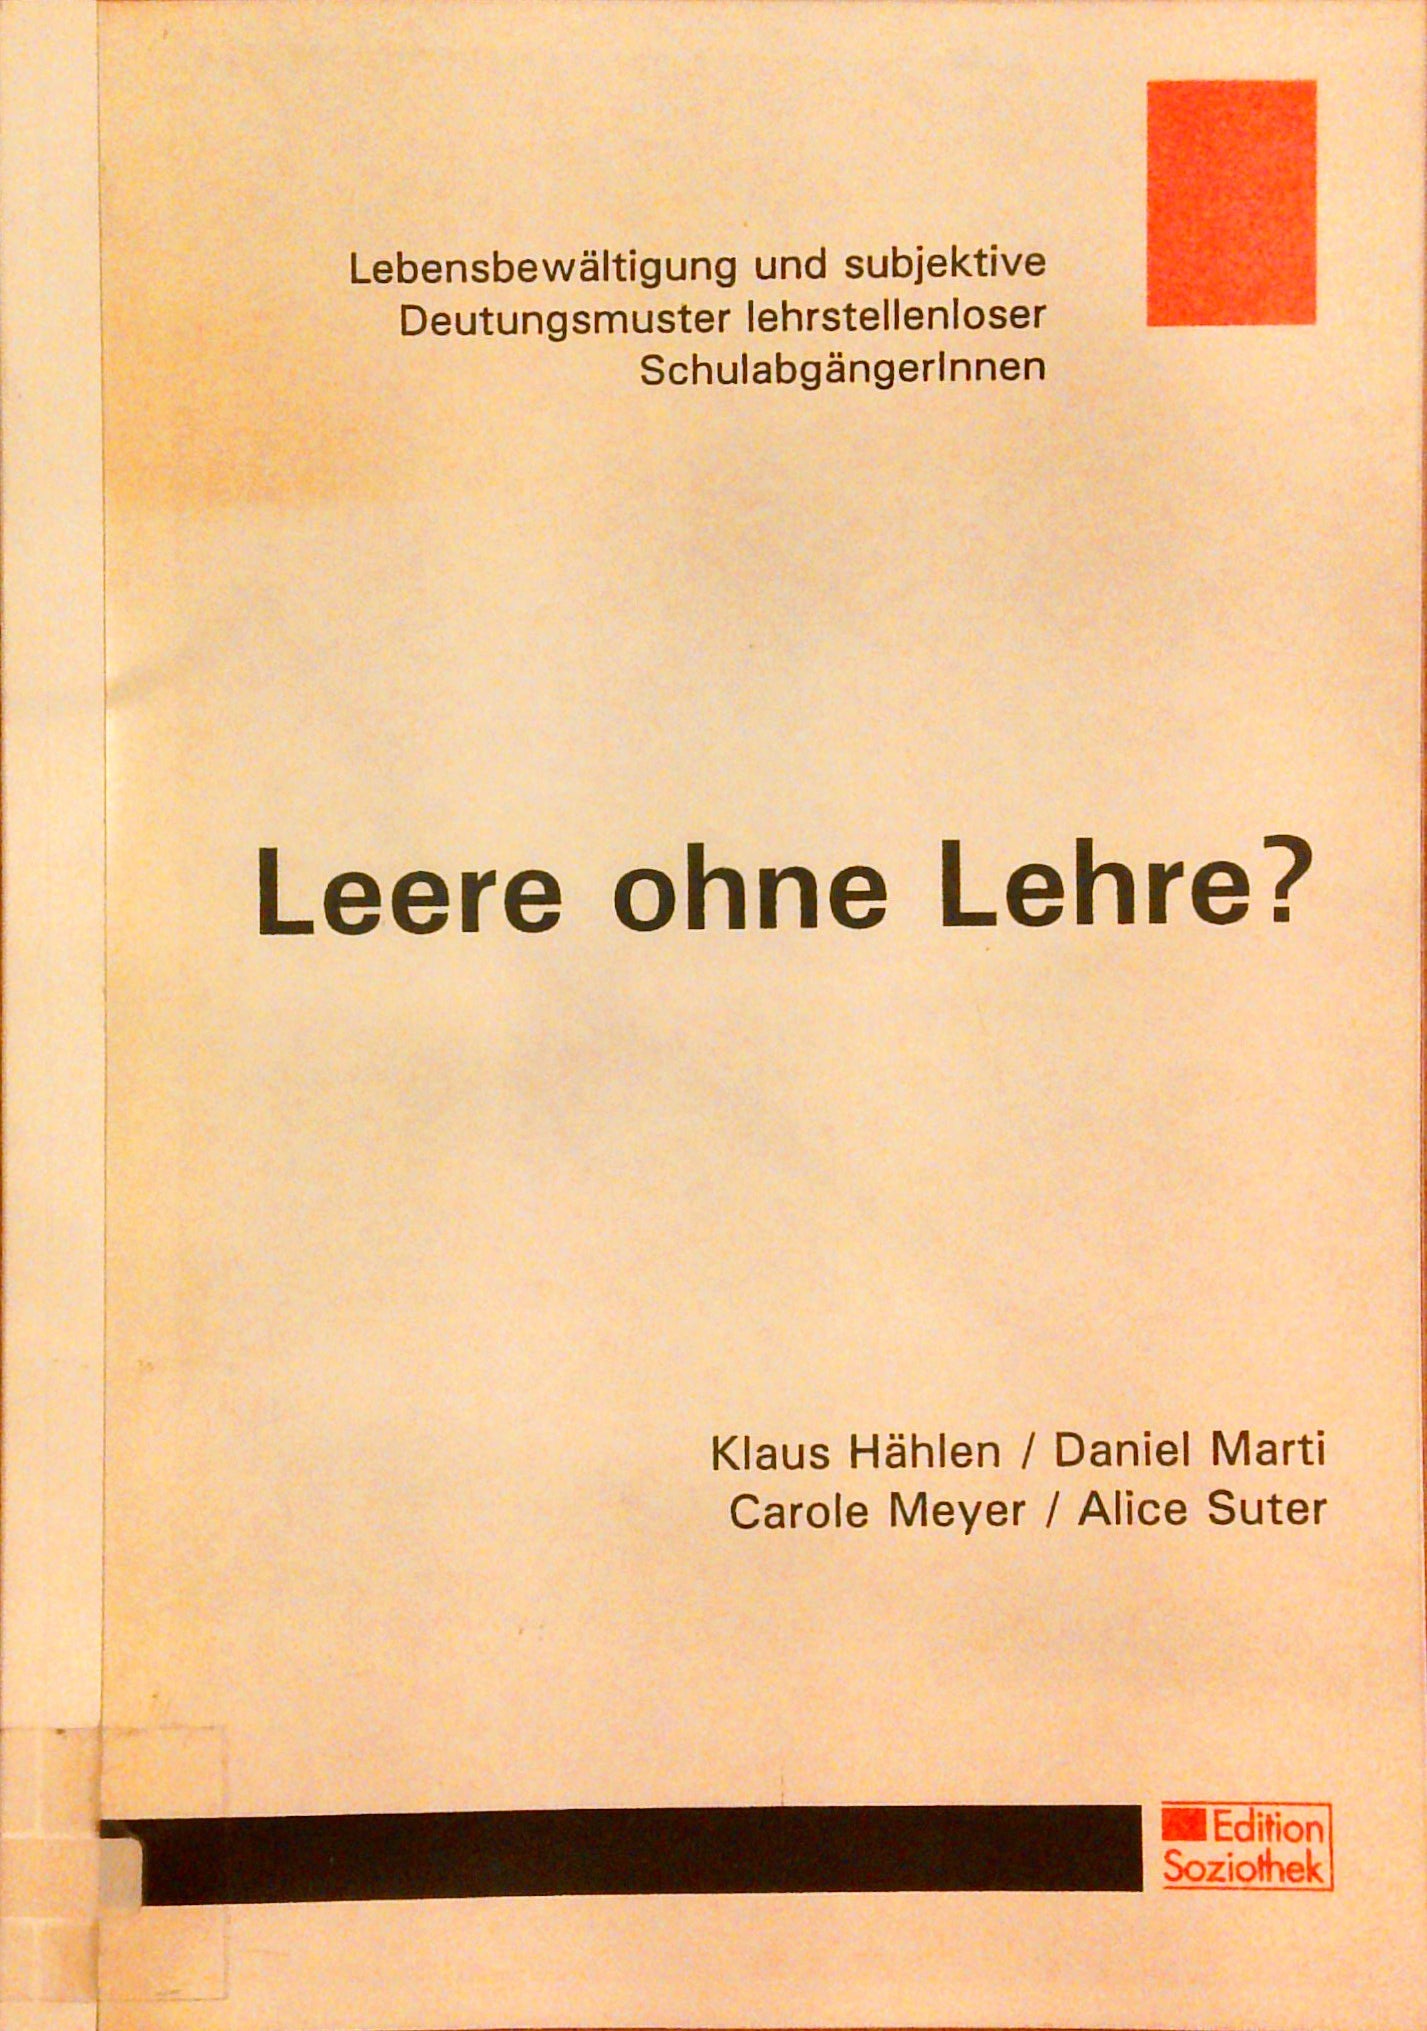 Lebensbewältigung und subjektive
Deutungsmuster lehrstellenloser
SchulabgängerInnen
Leere ohne Lehre?
Klaus Hählen / Daniel Marti
Carole Meyer / Alice Suter
Edition
Soziothek